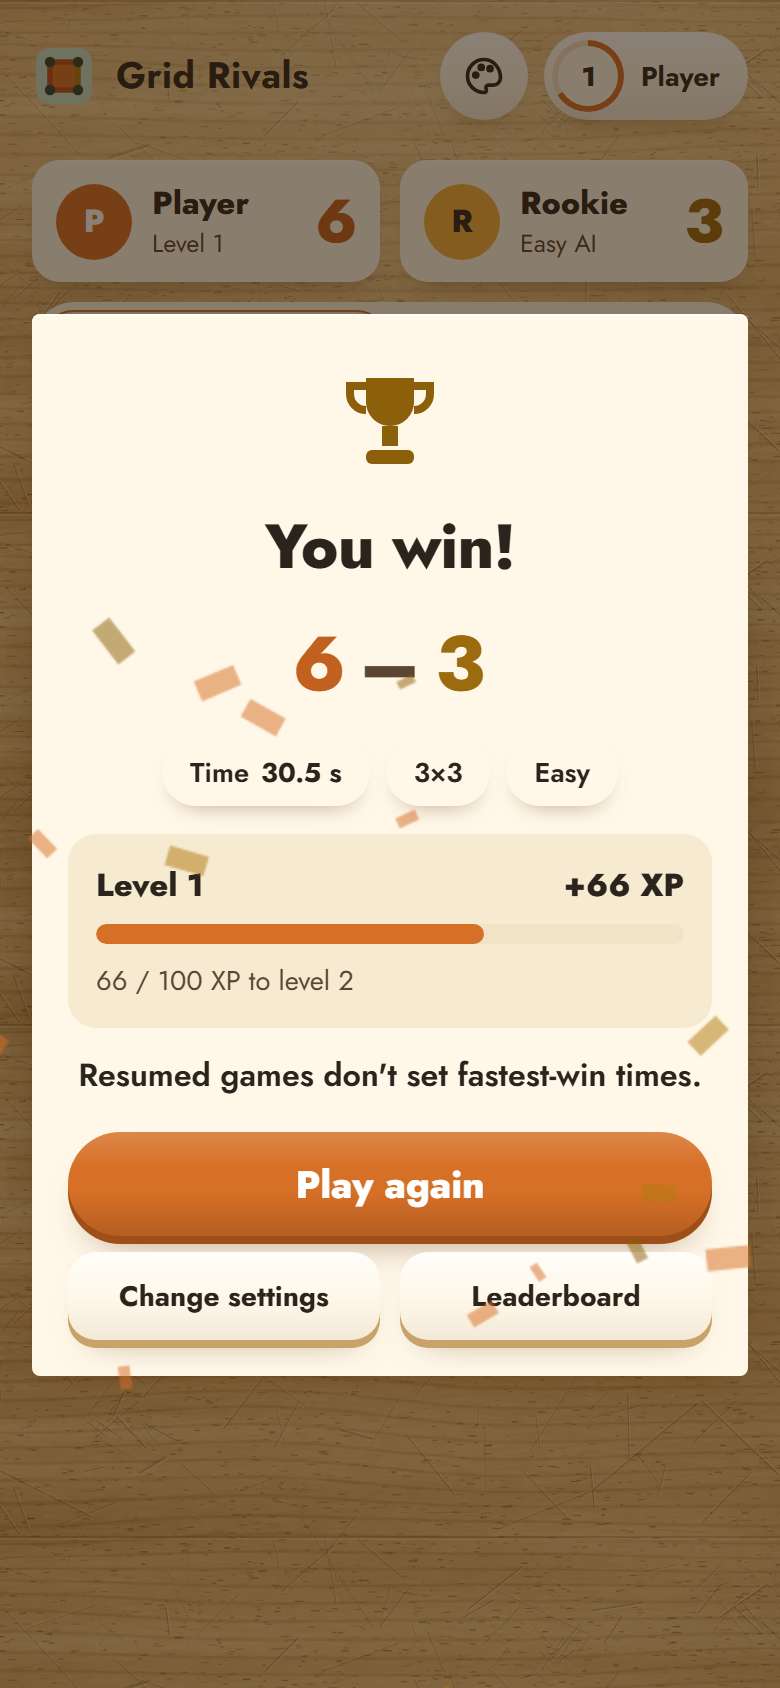 Grid Rivals
1 Player
P Player 6
Level 1
R Rookie 3
Easy AI
You win!
6 – 3
Time 30.5 s 3×3 Easy
Level 1 +66 XP
66 / 100 XP to level 2
Resumed games don't set fastest-win times.
Play again
Change settings Leaderboard